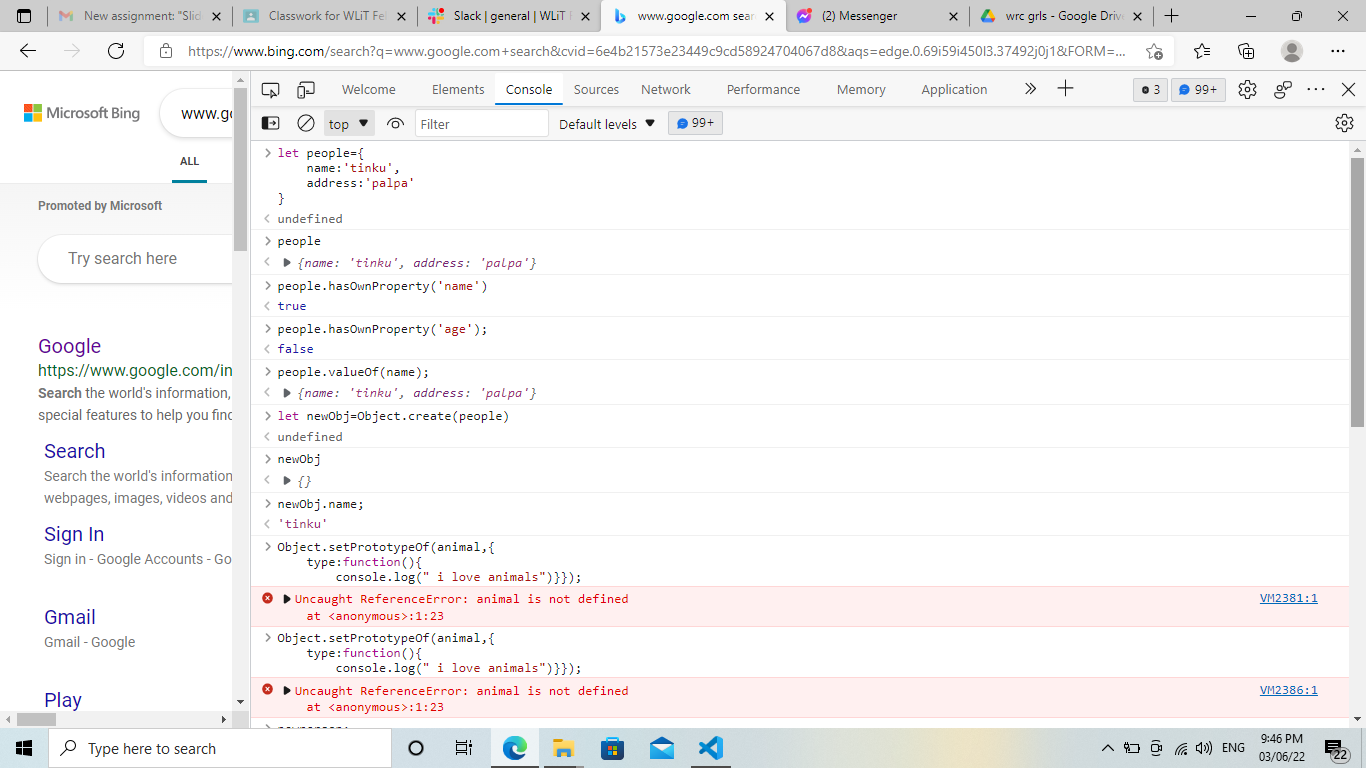 New assignment: "Slid
Classwork for WLiT Fel
Slack | general | WLiT F
www.google.com sear
(2) Messenger
wrc grls - Google Drive
https://www.bing.com/search?q=www.google.com+search&cvid=6e4b21573e23449c9cd58924704067d8&aqs=edge.0.69i59i450l3.37492j0j1&FORM=...
Microsoft Bing
www.go
ALL
Promoted by Microsoft
Try search here
Google
https://www.google.com/in
Search the world's information,
special features to help you find
Search
Search the world's information
webpages, images, videos and
Sign In
Sign in - Google Accounts - Go
Gmail
Gmail - Google
Play
Welcome Elements Console Sources Network Performance Memory Application 3 99+
top Filter Default levels 99+
let people={
name:'tinku',
address:'palpa'
}
undefined
people
{name: 'tinku', address: 'palpa'}
people.hasOwnProperty('name')
true
people.hasOwnProperty('age');
false
people.valueOf(name);
{name: 'tinku', address: 'palpa'}
let newObj=Object.create(people)
undefined
newObj
{}
newObj.name;
'tinku'
Object.setPrototypeOf(animal,{
type:function(){
console.log(" i love animals")}});
Uncaught ReferenceError: animal is not defined VM2381:1
at <anonymous>:1:23
Object.setPrototypeOf(animal,{
type:function(){
console.log(" i love animals")}});
Uncaught ReferenceError: animal is not defined VM2386:1
at <anonymous>:1:23
Type here to search
ENG
9:46 PM
03/06/22
22